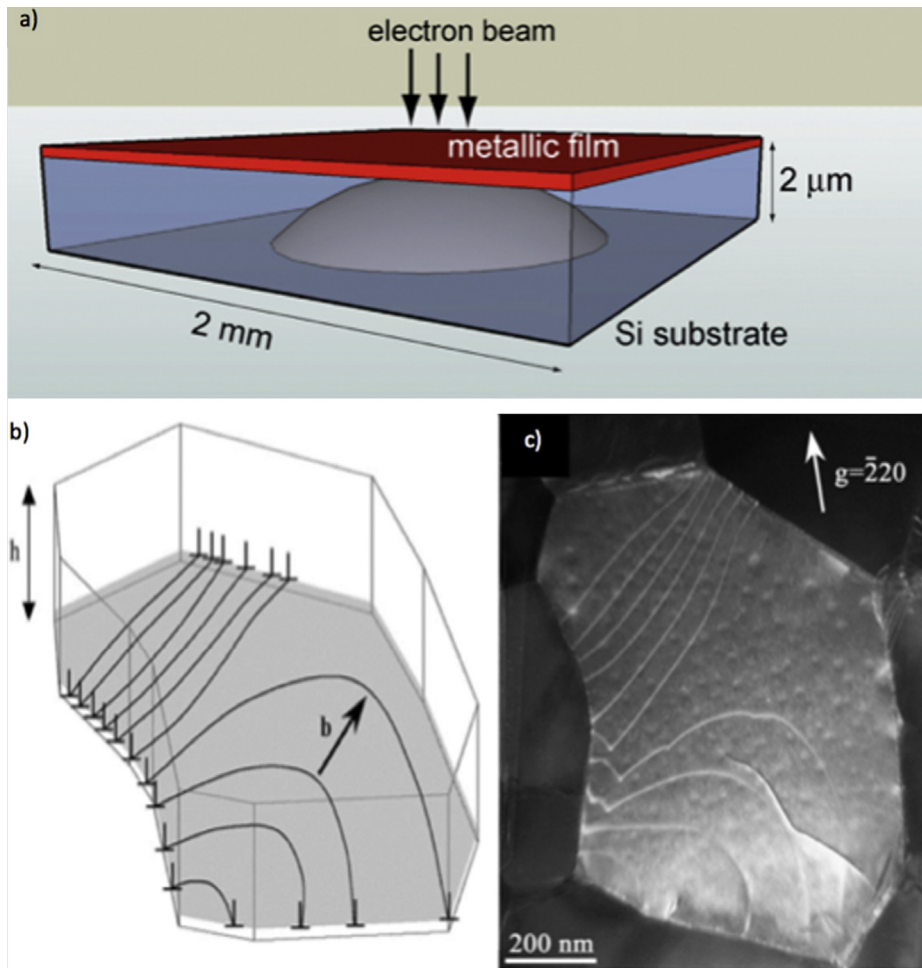 a)
electron beam
metallic film
2 μm
2 mm
Si substrate
b)
h
b
c)
g=2̄20
200 nm